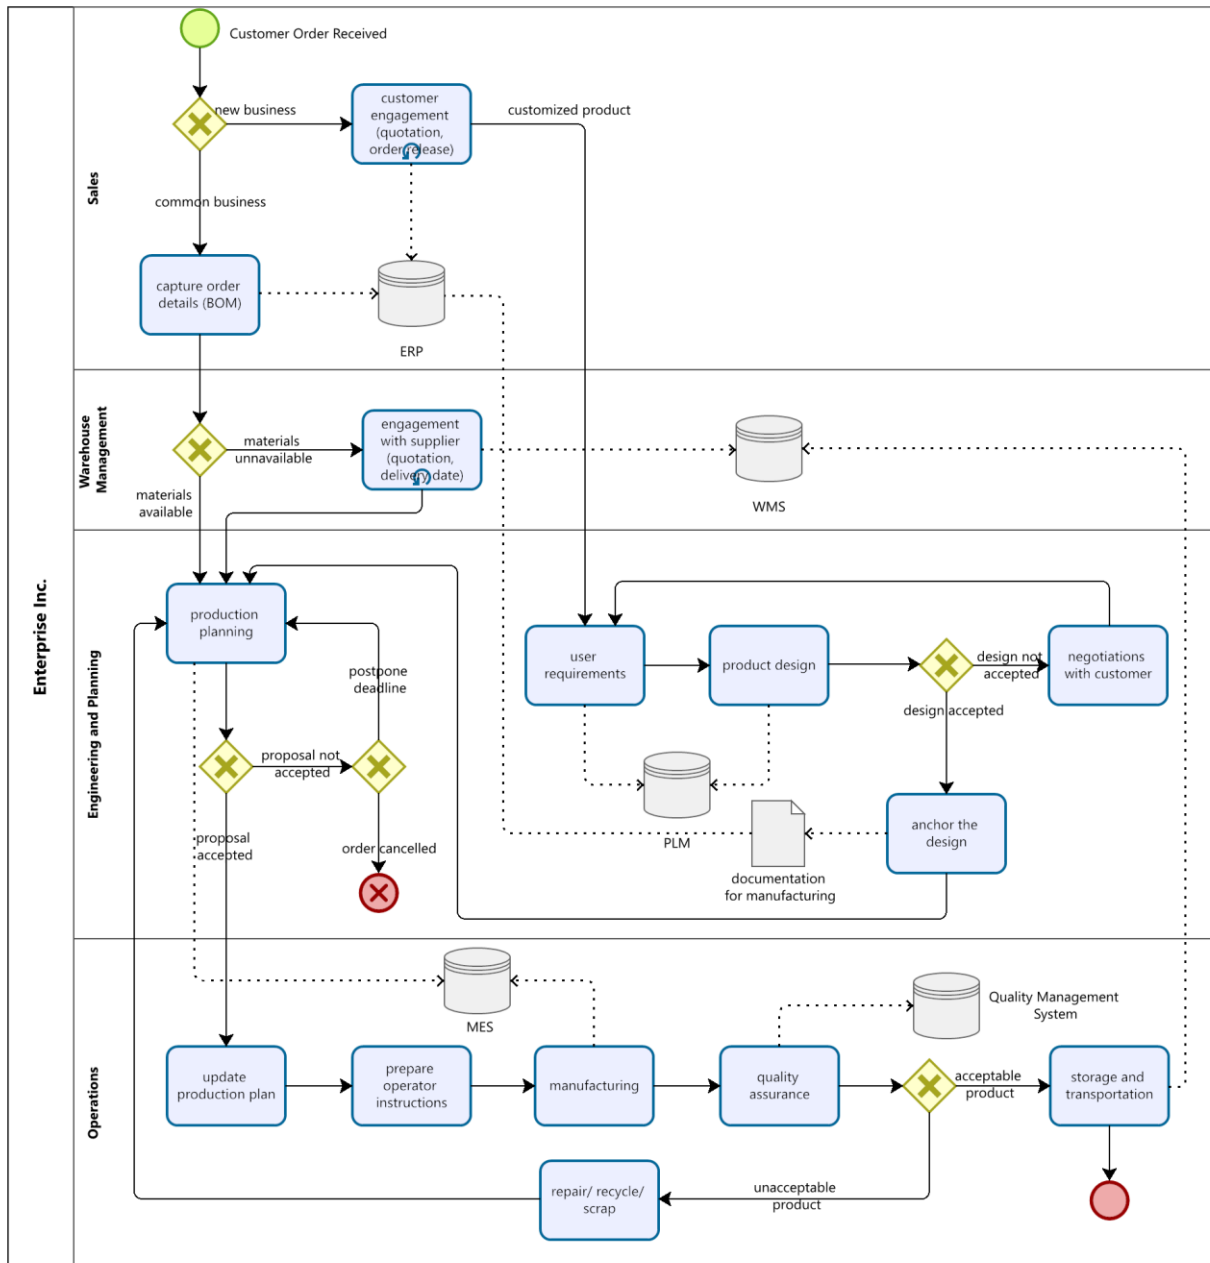 Enterprise Inc.
Sales
Customer Order Received
new business
customer
engagement
(quotation,
order release)
customized product
common business
capture order
details (BOM)
ERP
Warehouse
Management
materials
unavailable
engagement
with supplier
(quotation,
delivery date)
WMS
materials
available
Engineering and Planning
production
planning
postpone
deadline
user
requirements
product design
design not
accepted
negotiations
with customer
design accepted
proposal not
accepted
proposal
accepted
order cancelled
PLM
documentation
for manufacturing
anchor the
design
Operations
MES
Quality Management
System
update
production plan
prepare
operator
instructions
manufacturing
quality
assurance
acceptable
product
storage and
transportation
repair/ recycle/
scrap
unacceptable
product